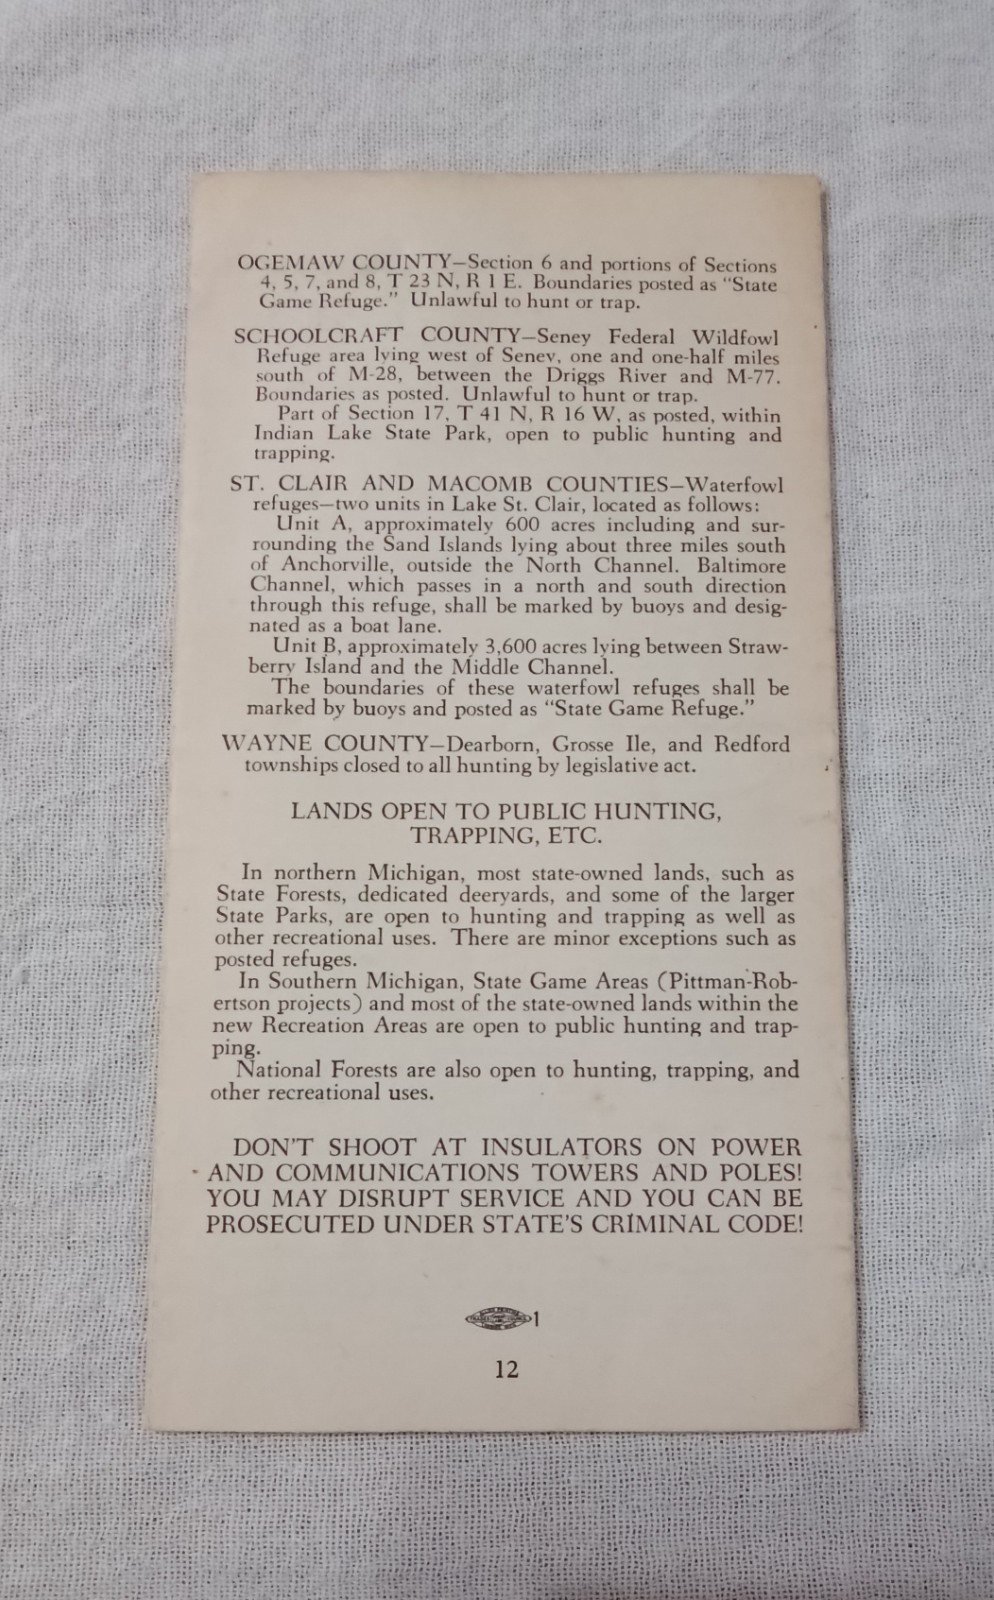 OGEMAW COUNTY—Section 6 and portions of Sections
4, 5, 7, and 8, T 23 N, R 1 E. Boundaries posted as “State
Game Refuge.” Unlawful to hunt or trap.
SCHOOLCRAFT COUNTY—Seney Federal Wildfowl
Refuge area lying west of Seney, one and one-half miles
south of M-28, between the Driggs River and M-77.
Boundaries as posted. Unlawful to hunt or trap.
Part of Section 17, T 41 N, R 16 W, as posted, within
Indian Lake State Park, open to public hunting and
trapping.
ST. CLAIR AND MACOMB COUNTIES—Waterfowl
refuges—two units in Lake St. Clair, located as follows:
Unit A, approximately 600 acres including and sur-
rounding the Sand Islands lying about three miles south
of Anchorville, outside the North Channel. Baltimore
Channel, which passes in a north and south direction
through this refuge, shall be marked by buoys and desig-
nated as a boat lane.
Unit B, approximately 3,600 acres lying between Straw-
berry Island and the Middle Channel.
The boundaries of these waterfowl refuges shall be
marked by buoys and posted as “State Game Refuge.”
WAYNE COUNTY—Dearborn, Grosse Ile, and Redford
townships closed to all hunting by legislative act.
LANDS OPEN TO PUBLIC HUNTING,
TRAPPING, ETC.
In northern Michigan, most state-owned lands, such as
State Forests, dedicated deeryards, and some of the larger
State Parks, are open to hunting and trapping as well as
other recreational uses. There are minor exceptions such as
posted refuges.
In Southern Michigan, State Game Areas (Pittman-Rob-
ertson projects) and most of the state-owned lands within the
new Recreation Areas are open to public hunting and trap-
ping.
National Forests are also open to hunting, trapping, and
other recreational uses.
DON'T SHOOT AT INSULATORS ON POWER
AND COMMUNICATIONS TOWERS AND POLES!
YOU MAY DISRUPT SERVICE AND YOU CAN BE
PROSECUTED UNDER STATE'S CRIMINAL CODE!
1
12